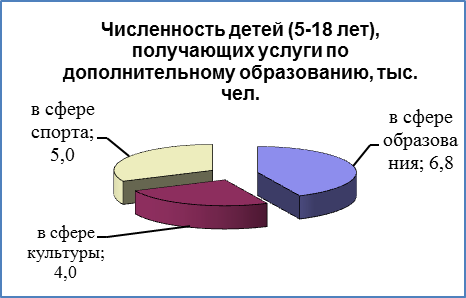 Численность детей (5-18 лет),
получающих услуги по
дополнительному образованию, тыс.
чел.
в сфере
спорта;
5,0
в сфере
образова
ния; 6,8
в сфере
культуры;
4,0